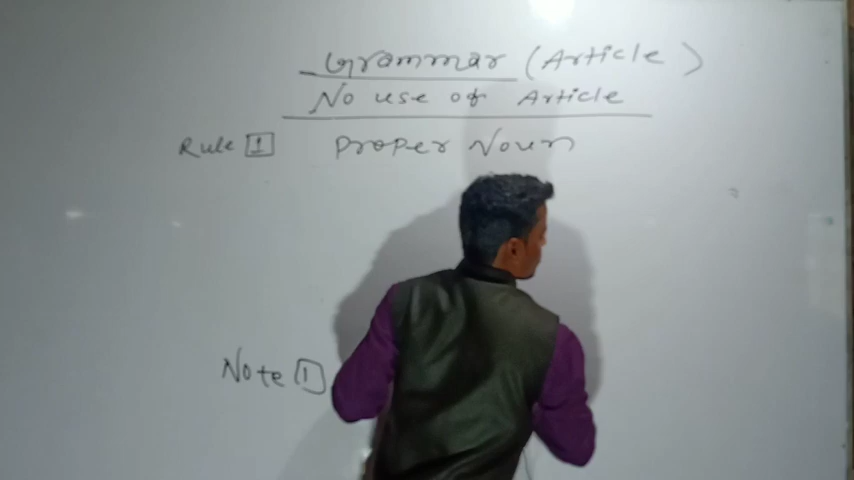 Grammar (Article)
No use of Article
Rule 1 Proper Noun
Note 1